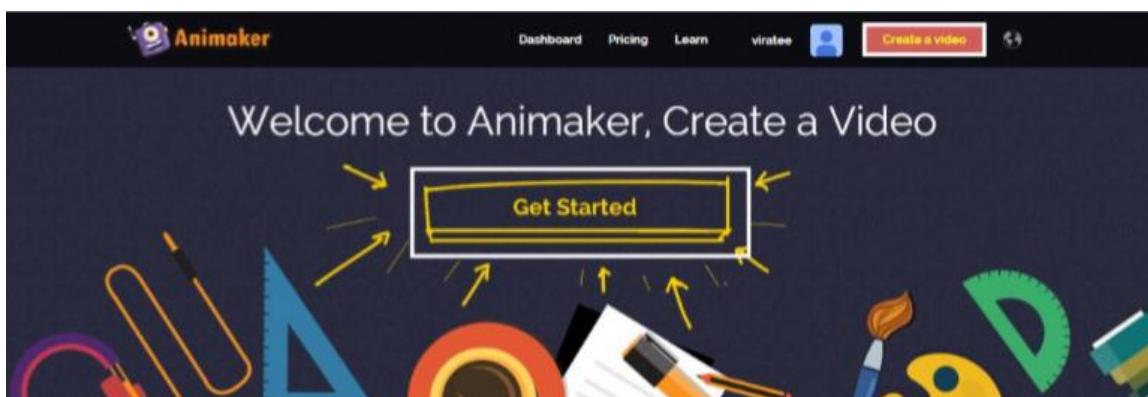 Animaker Dashboard Pricing Learn viratee Create a video
Welcome to Animaker, Create a Video
Get Started